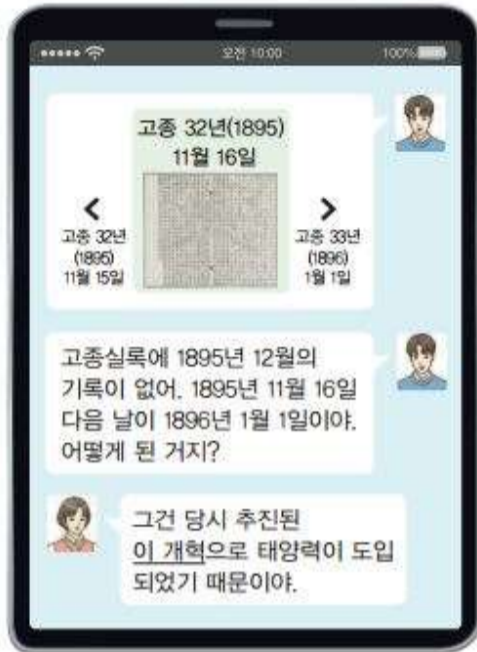 오전 10:00
100%
고종 32년(1895)
11월 16일
고종 32년
(1895)
11월 15일
고종 33년
(1896)
1월 1일
고종실록에 1895년 12월의
기록이 없어. 1895년 11월 16일
다음 날이 1896년 1월 1일이야.
어떻게 된 거지?
그건 당시 추진된
이 개혁으로 태양력이 도입
되었기 때문이야.